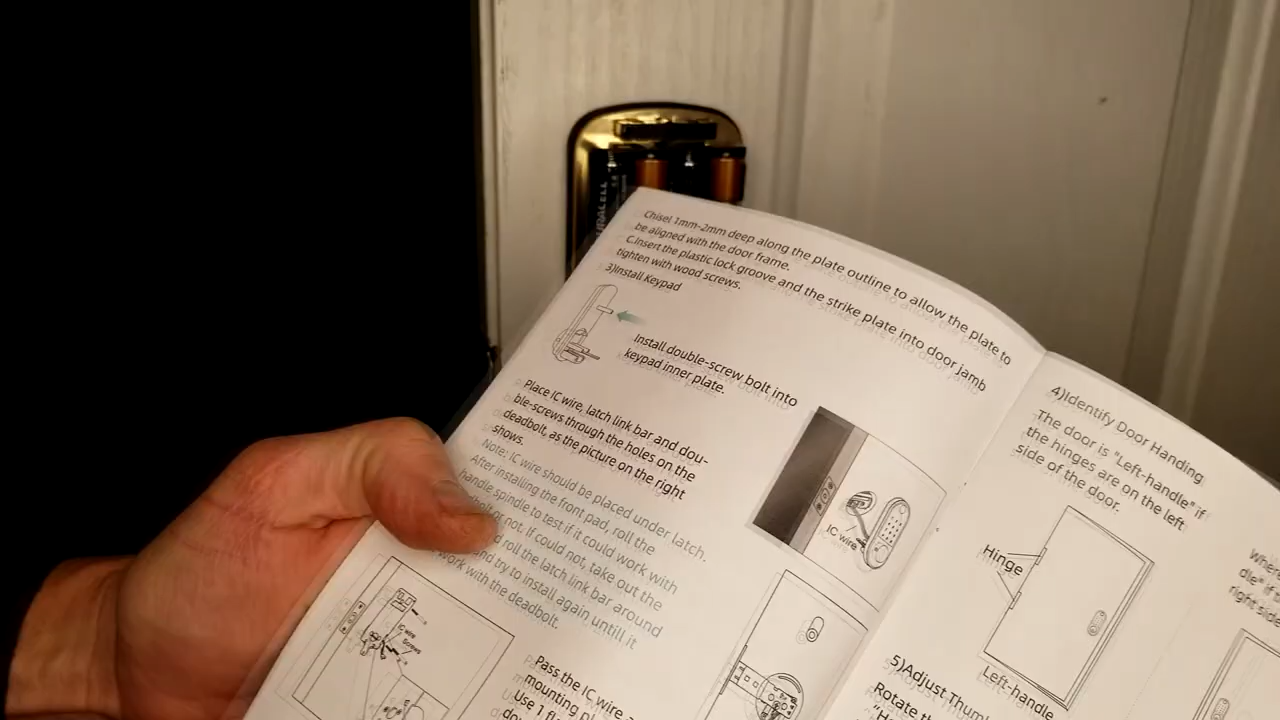 DURACELL
Chisel 1mm-2mm deep along the plate outline to allow the plate to
be aligned with the door frame.
C.Insert the plastic lock groove and the strike plate into door jamb
tighten with wood screws.
3)Install Keypad
Install double-screw bolt into
keypad inner plate.
Place IC wire, latch link bar and dou-
ble-screws through the holes on the
deadbolt, as the picture on the right
shows.
Note: IC wire should be placed under latch.
After installing the front pad, roll the
handle spindle to test if it could work with
or not. If could not, take out the
roll the latch link bar around
and try to install again untill it
work with the deadbolt.
IC wire
IC wire
Screws
Pass the IC wire
mounting
Use 1
4)Identify Door Handing
The door is "Left-handle" if
the hinges are on the left
side of the door.
Hinge
Left-handle
5)Adjust
Rotate
When
dle" if
right side